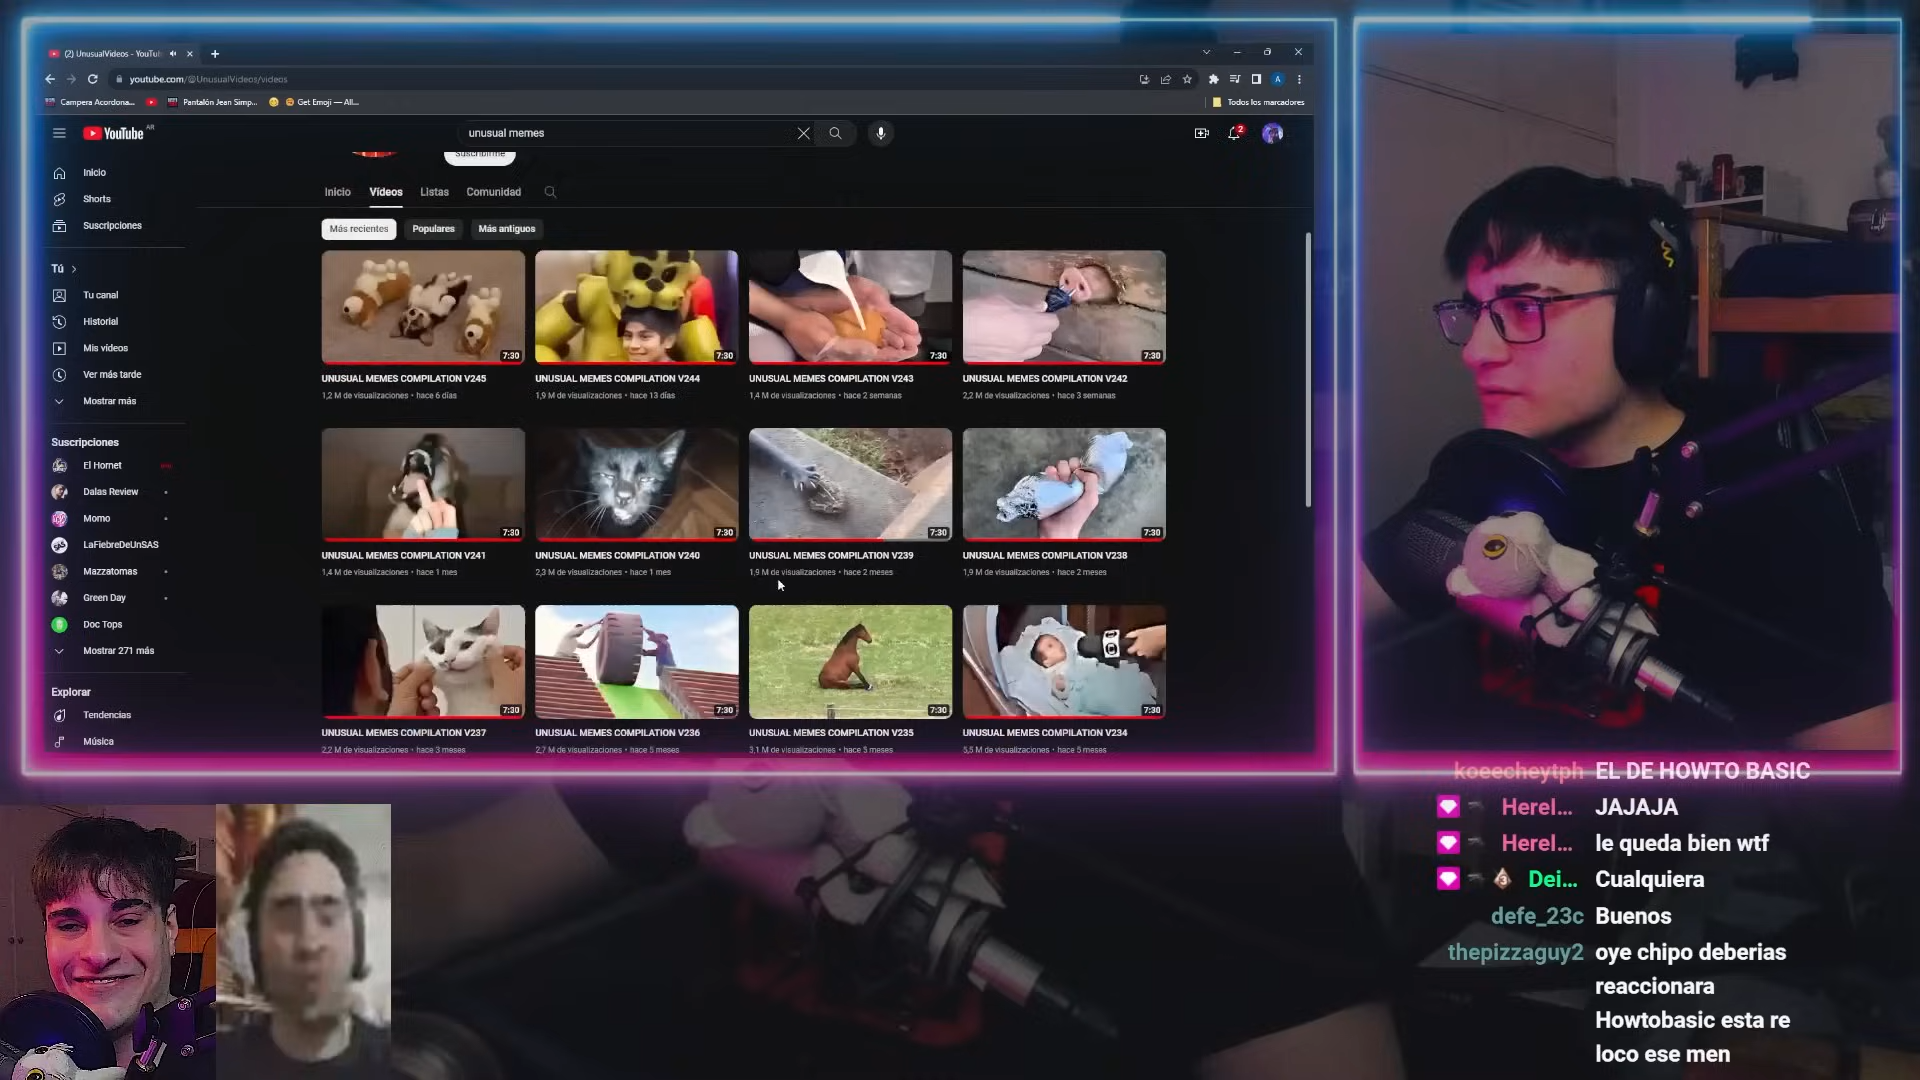 (2) UnusualVideos - YouTub
youtube.com/@UnusualVideos/videos
Campera Acordona...
Pantalón Jean Simp...
Get Emoji — All...
Todos los marcadores
YouTube AR
unusual memes
2
A
Suscribirme
Inicio
Shorts
Suscripciones
Tú
Tu canal
Historial
Mis vídeos
Ver más tarde
Mostrar más
Suscripciones
El Hornet
Dalas Review
Momo
LaFiebreDeUnSAS
Mazzatomas
Green Day
Doc Tops
Mostrar 271 más
Explorar
Tendencias
Música
Inicio
Vídeos
Listas
Comunidad
Más recientes
Populares
Más antiguos
7:30
7:30
7:30
7:30
UNUSUAL MEMES COMPILATION V245
UNUSUAL MEMES COMPILATION V244
UNUSUAL MEMES COMPILATION V243
UNUSUAL MEMES COMPILATION V242
1,2 M de visualizaciones • hace 6 días
1,9 M de visualizaciones • hace 13 días
1,4 M de visualizaciones • hace 2 semanas
2,2 M de visualizaciones • hace 3 semanas
7:30
7:30
7:30
7:30
UNUSUAL MEMES COMPILATION V241
UNUSUAL MEMES COMPILATION V240
UNUSUAL MEMES COMPILATION V239
UNUSUAL MEMES COMPILATION V238
1,4 M de visualizaciones • hace 1 mes
2,3 M de visualizaciones • hace 1 mes
1,9 M de visualizaciones • hace 2 meses
1,9 M de visualizaciones • hace 2 meses
7:30
7:30
7:30
7:30
UNUSUAL MEMES COMPILATION V237
UNUSUAL MEMES COMPILATION V236
UNUSUAL MEMES COMPILATION V235
UNUSUAL MEMES COMPILATION V234
2,2 M de visualizaciones • hace 3 meses
2,7 M de visualizaciones • hace 5 meses
3,1 M de visualizaciones • hace 5 meses
5,5 M de visualizaciones • hace 5 meses
koeecheytph EL DE HOWTO BASIC
Herel... JAJAJA
Herel... le queda bien wtf
3 Dei... Cualquiera
defe_23c Buenos
thepizzaguy2 oye chipo deberias
reaccionara
Howtobasic esta re
loco ese men